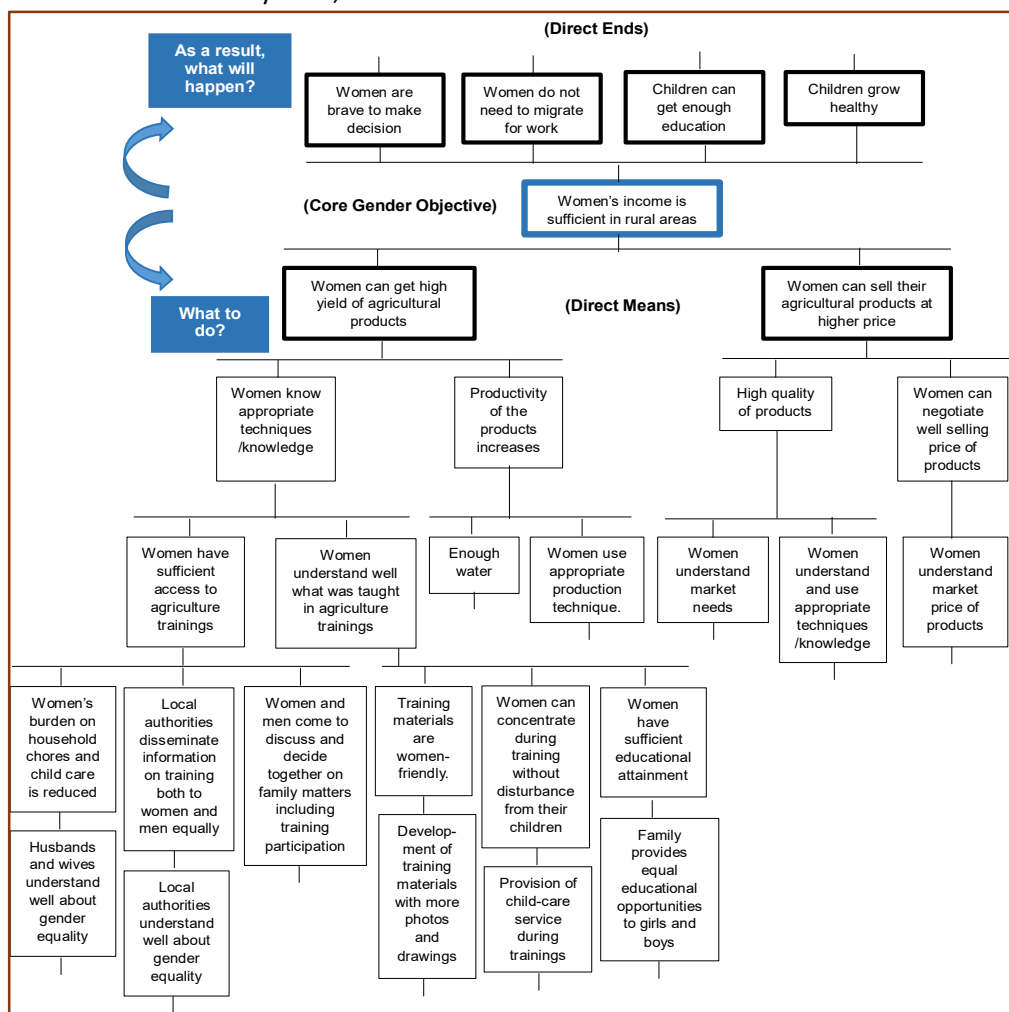 (Direct Ends)
As a result,
what will
happen?
Women are
brave to make
decision
Women do not
need to migrate
for work
Children can
get enough
education
Children grow
healthy
(Core Gender Objective)
Women's income is
sufficient in rural areas
What to
do?
Women can get high
yield of agricultural
products
(Direct Means)
Women can sell their
agricultural products at
higher price
Women know
appropriate
techniques
/knowledge
Productivity
of the
products
increases
High quality
of products
Women can
negotiate
well selling
price of
products
Women have
sufficient
access to
agriculture
trainings
Women
understand well
what was taught
in agriculture
trainings
Enough
water
Women use
appropriate
production
technique.
Women
understand
market
needs
Women
understand
and use
appropriate
techniques
/knowledge
Women
understand
market
price of
products
Women's
burden on
household
chores and
child care
is reduced
Local
authorities
disseminate
information
on training
both to
women and
men equally
Women and
men come to
discuss and
decide
together on
family matters
including
training
participation
Training
materials
are
women-
friendly.
Women can
concentrate
during
training
without
disturbance
from their
children
Women
have
sufficient
educational
attainment
Husbands
and wives
understand
well about
gender
equality
Local
authorities
understand
well about
gender
equality
Develop-
ment of
training
materials
with more
photos
and
drawings
Provision of
child-care
service
during
trainings
Family
provides
equal
educational
opportunities
to girls and
boys